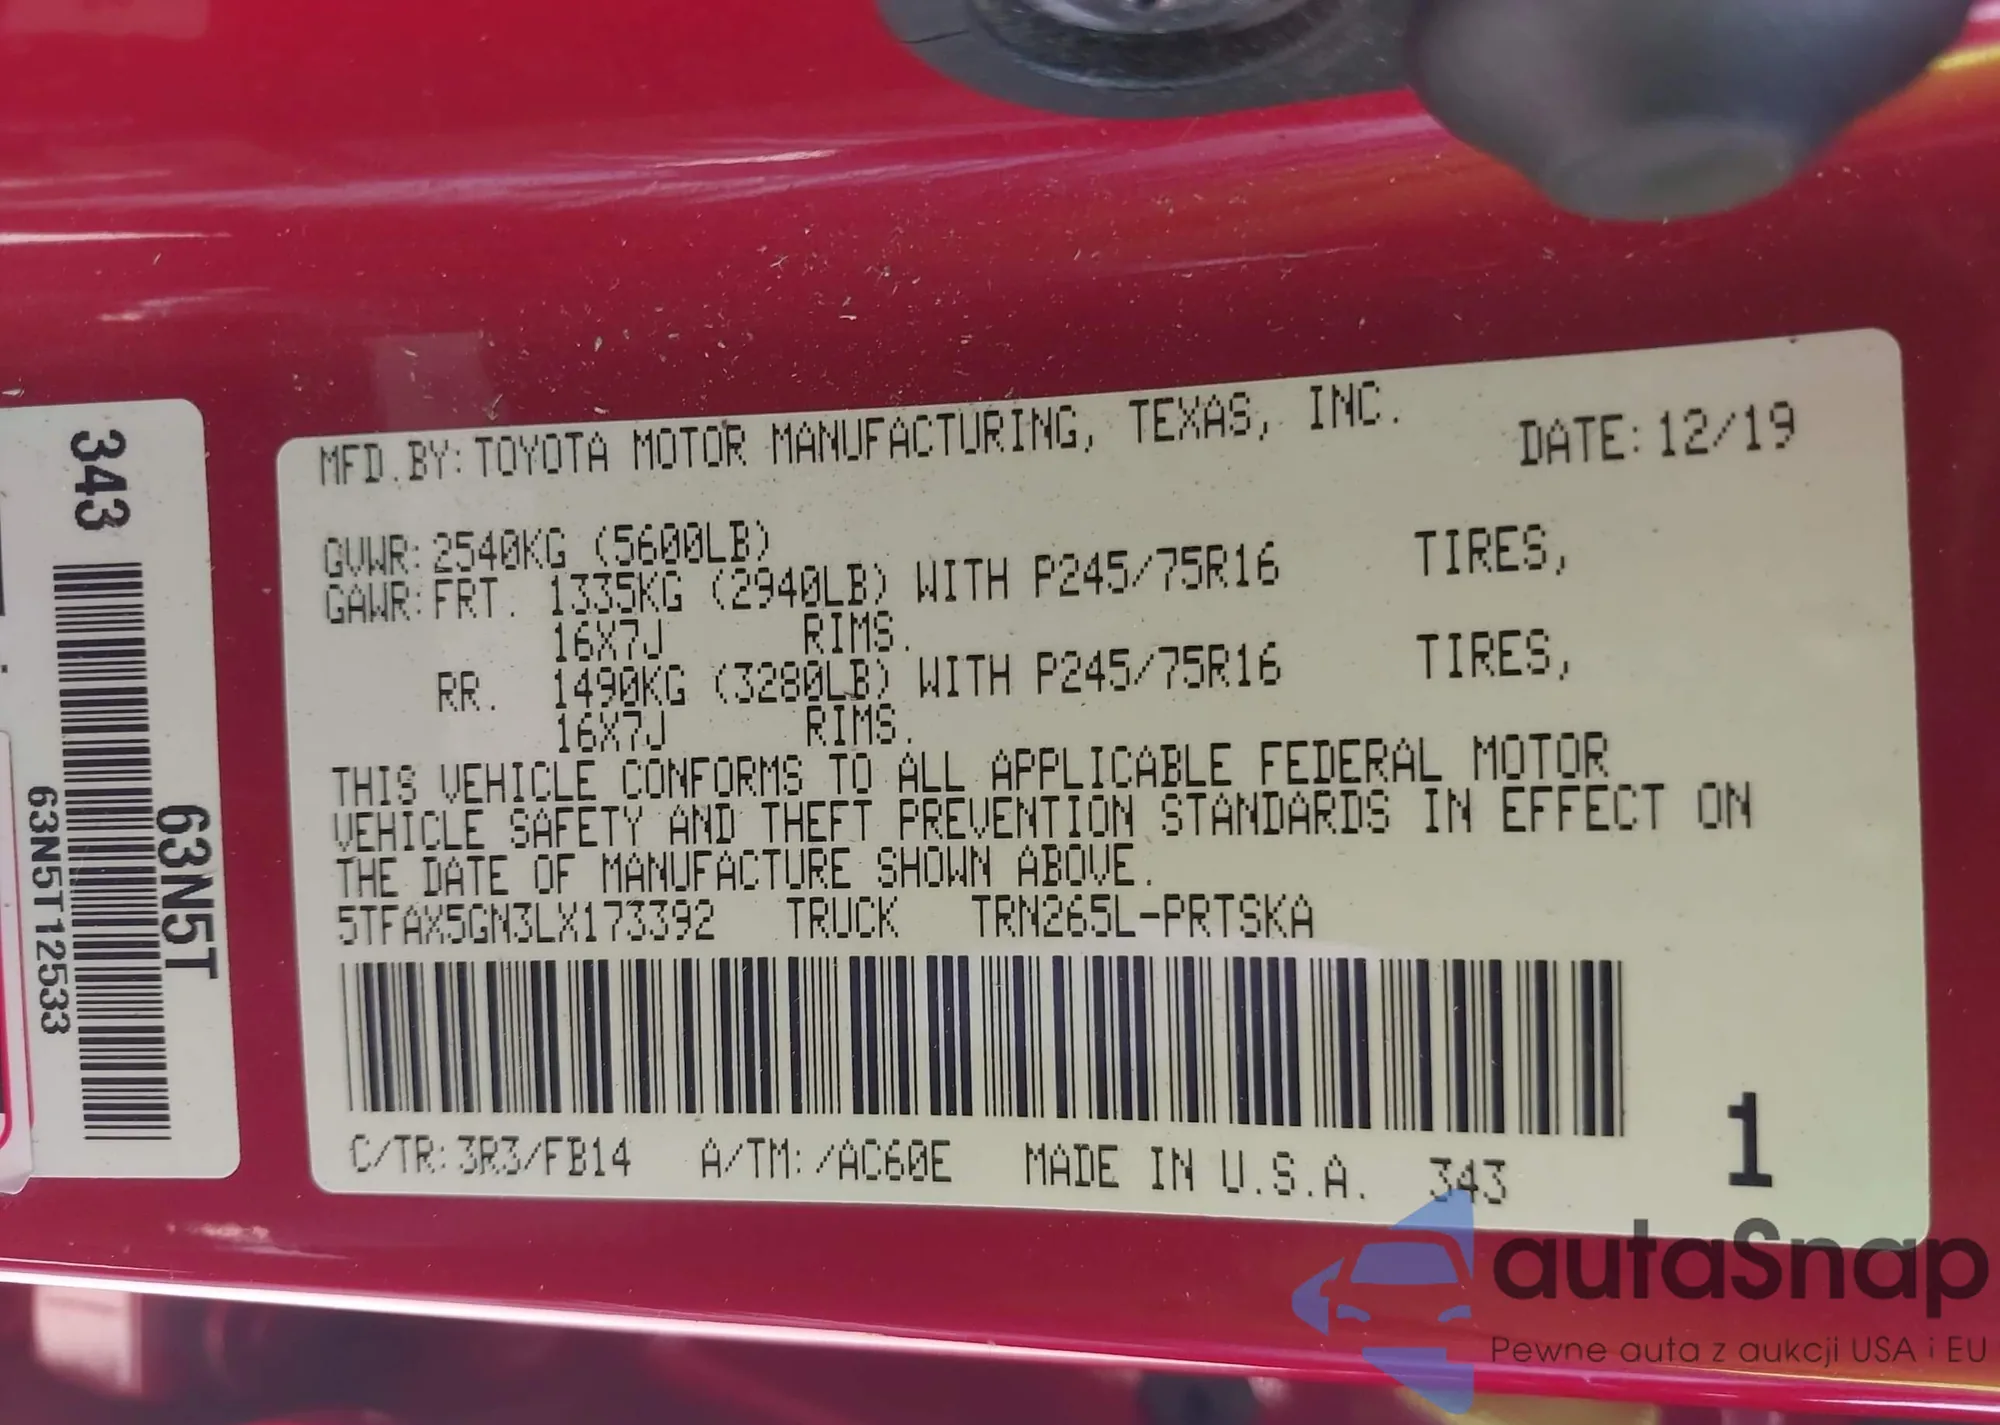 MFD.BY:TOYOTA MOTOR MANUFACTURING, TEXAS, INC. DATE:12/19
GVWR:2540KG (5600LB)
GAWR:FRT. 1335KG (2940LB) WITH P245/75R16 TIRES,
16X7J RIMS.
RR. 1490KG (3280LB) WITH P245/75R16 TIRES,
16X7J RIMS.
THIS VEHICLE CONFORMS TO ALL APPLICABLE FEDERAL MOTOR
VEHICLE SAFETY AND THEFT PREVENTION STANDARDS IN EFFECT ON
THE DATE OF MANUFACTURE SHOWN ABOVE.
5TFAX5GN3LX173392 TRUCK TRN265L-PRTSKA
C/TR:3R3/FB14 A/TM:/AC60E MADE IN U.S.A. 343
1
343
63N5T
63N5T12533
autaSnap
Pewne auta z aukcji USA i EU